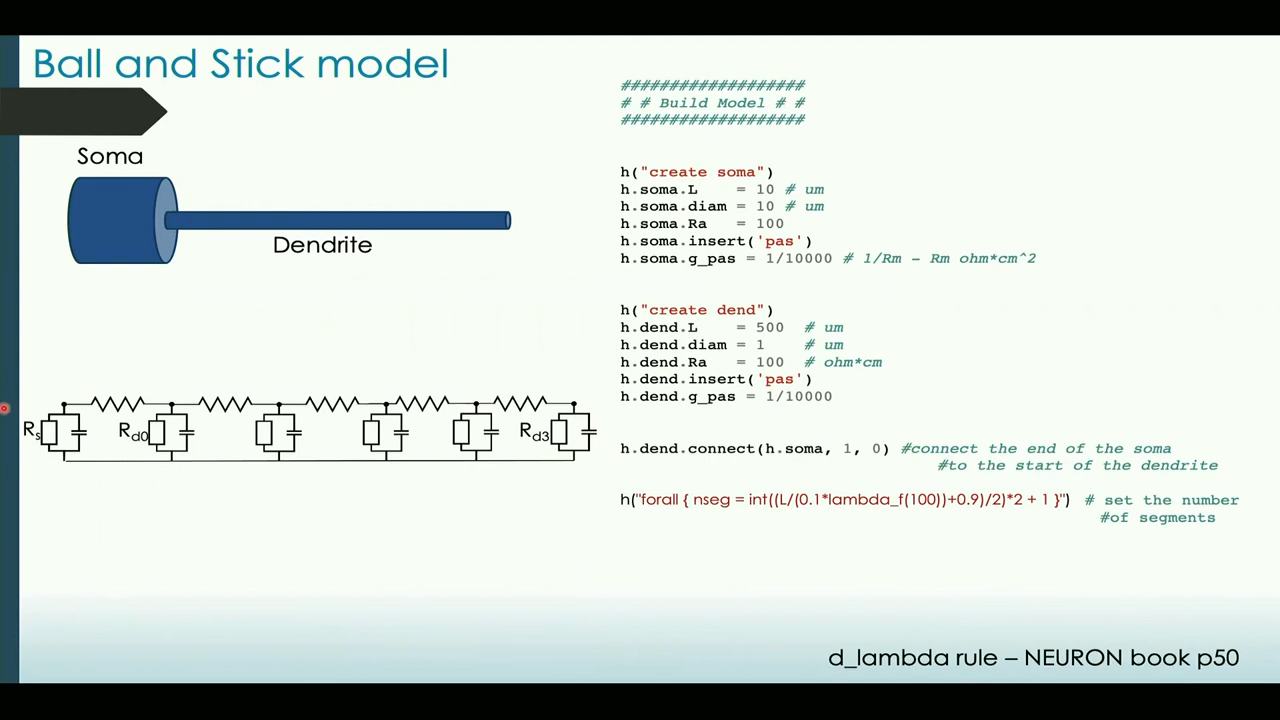 Ball and Stick model
Soma
Dendrite
Rs
Rd0
Rd3
###################
# # Build Model # #
###################
h("create soma")
h.soma.L = 10 # um
h.soma.diam = 10 # um
h.soma.Ra = 100
h.soma.insert('pas')
h.soma.g_pas = 1/10000 # 1/Rm - Rm ohm*cm^2
h("create dend")
h.dend.L = 500 # um
h.dend.diam = 1 # um
h.dend.Ra = 100 # ohm*cm
h.dend.insert('pas')
h.dend.g_pas = 1/10000
h.dend.connect(h.soma, 1, 0) #connect the end of the soma
#to the start of the dendrite
h("forall { nseg = int((L/(0.1*lambda_f(100))+0.9)/2)*2 + 1 }") # set the number
#of segments
d_lambda rule – NEURON book p50